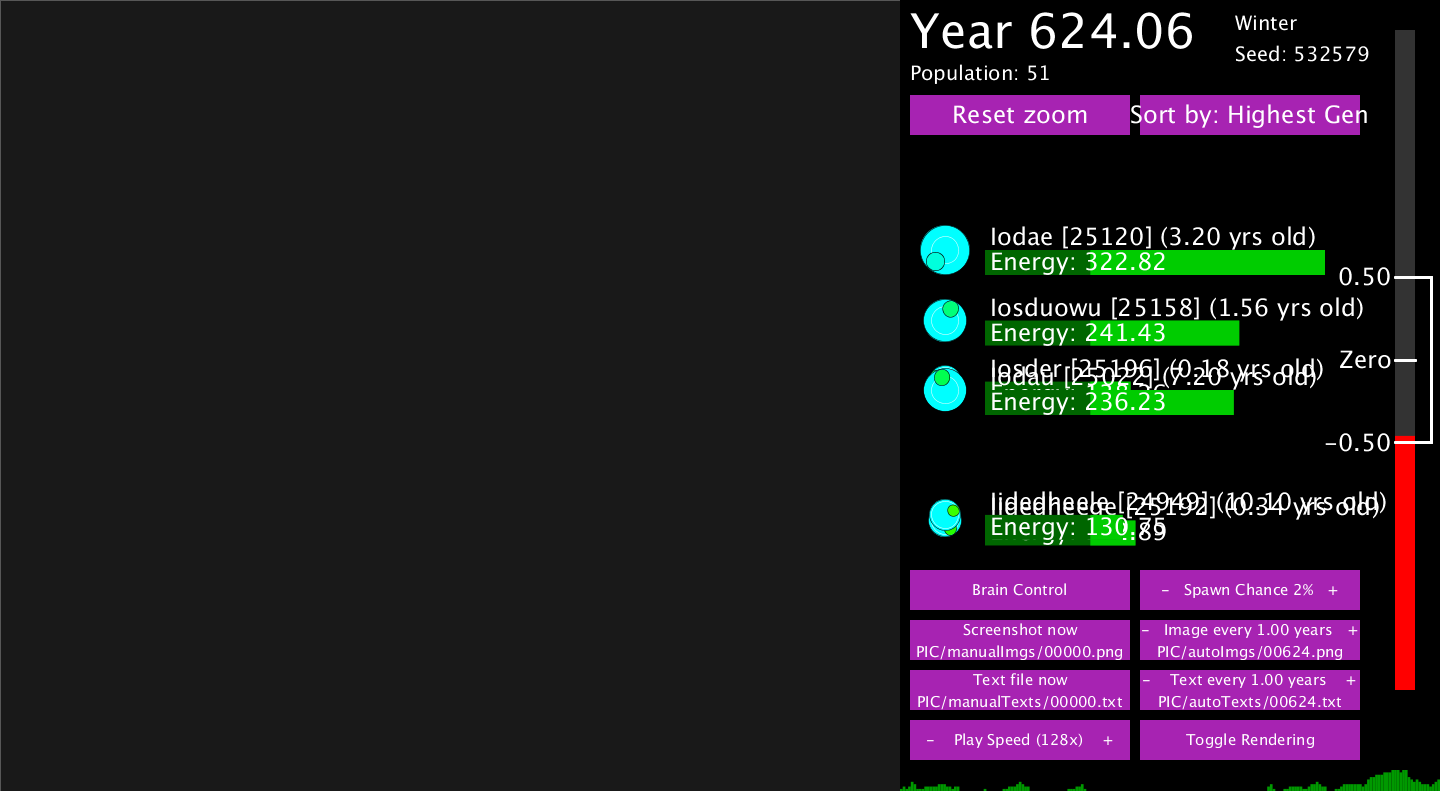 Year 624.06
Winter
Seed: 532579
Population: 51
Reset zoom
Sort by: Highest Gen
Iodae [25120] (3.20 yrs old)
Energy: 322.82
0.50
Iosduowu [25158] (1.56 yrs old)
Energy: 241.43
Zero
Iosder [25196] (0.18 yrs old)
Iodau [25022] (7.20 yrs old)
Energy: 236.23
-0.50
Iidedheele [24949] (10.10 yrs old)
Iidedheege [25192] (0.34 yrs old)
Energy: 130.75
Brain Control
- Spawn Chance 2% +
Screenshot now
PIC/manualImgs/00000.png
- Image every 1.00 years +
PIC/autoImgs/00624.png
Text file now
PIC/manualTexts/00000.txt
- Text every 1.00 years +
PIC/autoTexts/00624.txt
- Play Speed (128x) +
Toggle Rendering